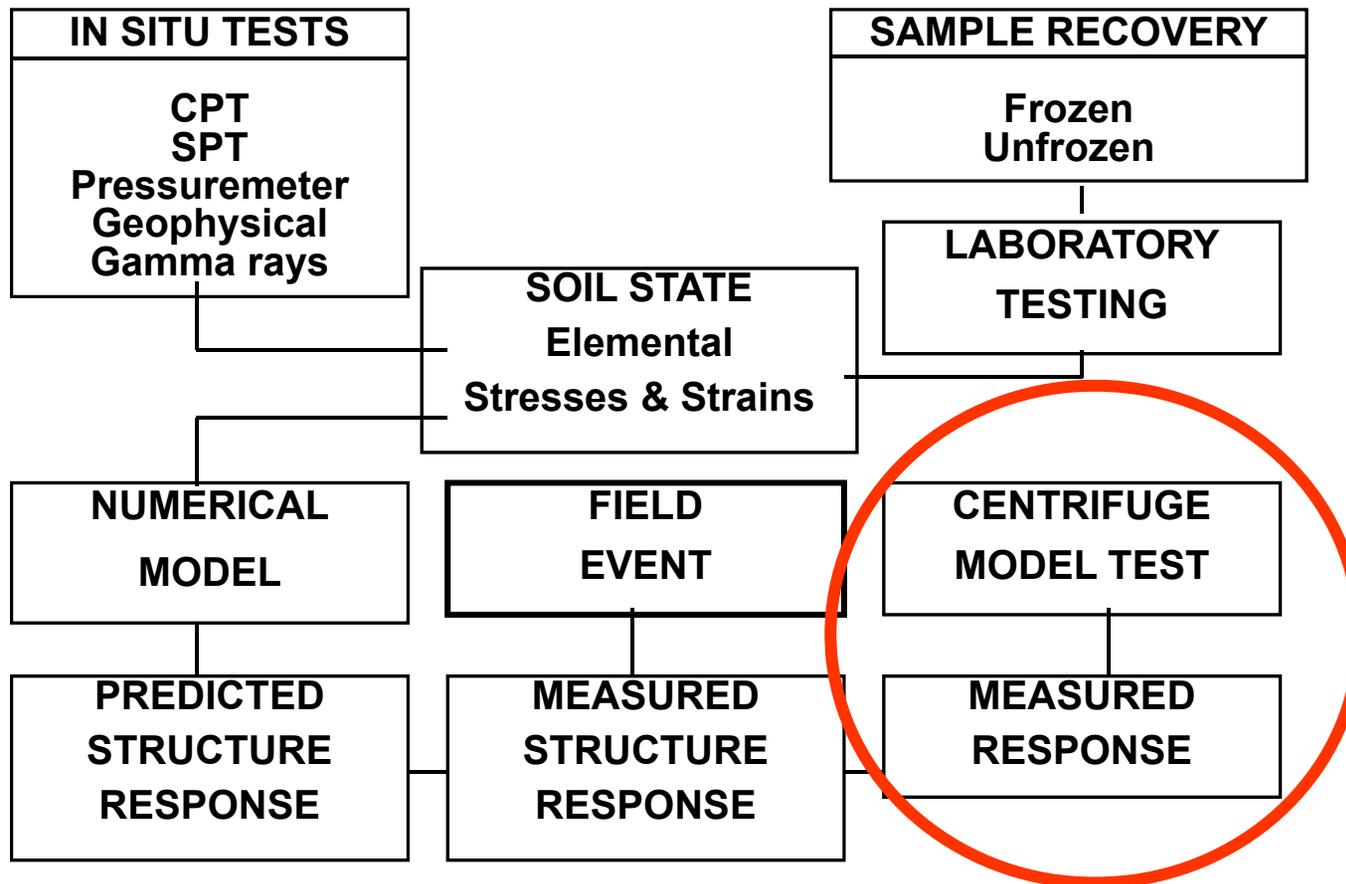 IN SITU TESTS
CPT
SPT
Pressuremeter
Geophysical
Gamma rays
SAMPLE RECOVERY
Frozen
Unfrozen
LABORATORY
TESTING
SOIL STATE
Elemental
Stresses & Strains
NUMERICAL
MODEL
FIELD
EVENT
CENTRIFUGE
MODEL TEST
PREDICTED
STRUCTURE
RESPONSE
MEASURED
STRUCTURE
RESPONSE
MEASURED
RESPONSE